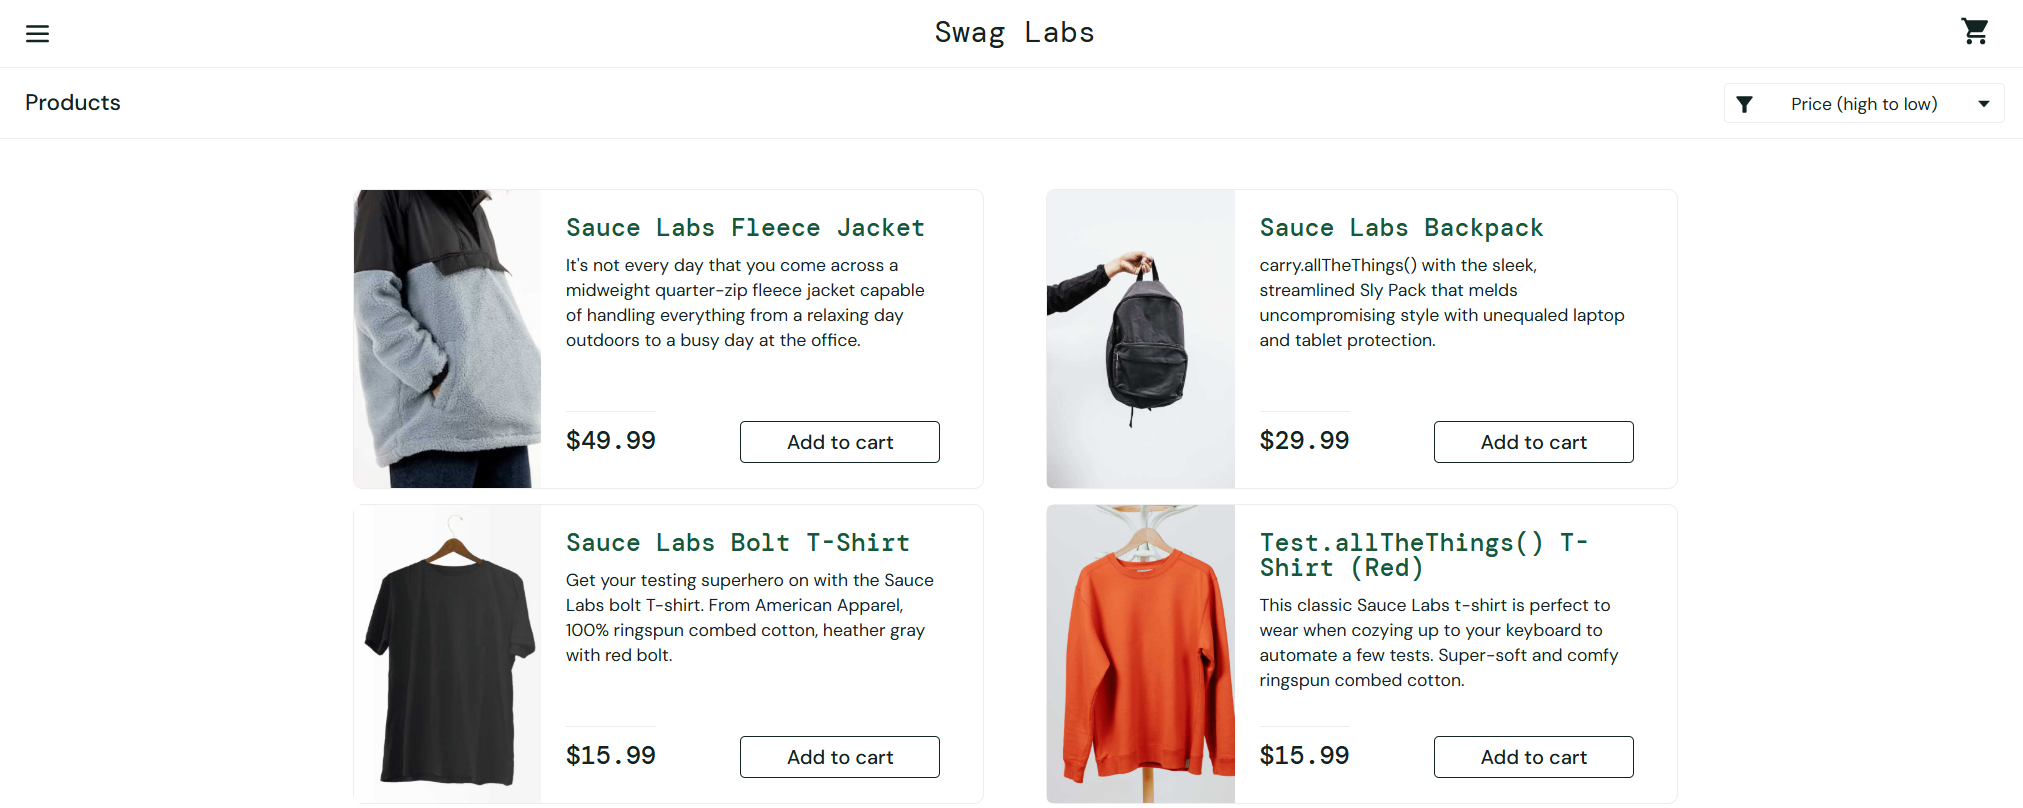 Swag Labs
Products
Price (high to low)
Sauce Labs Fleece Jacket
It's not every day that you come across a
midweight quarter-zip fleece jacket capable
of handling everything from a relaxing day
outdoors to a busy day at the office.
$49.99
Add to cart
Sauce Labs Backpack
carry.allTheThings() with the sleek,
streamlined Sly Pack that melds
uncompromising style with unequaled laptop
and tablet protection.
$29.99
Add to cart
Sauce Labs Bolt T-Shirt
Get your testing superhero on with the Sauce
Labs bolt T-shirt. From American Apparel,
100% ringspun combed cotton, heather gray
with red bolt.
$15.99
Add to cart
Test.allTheThings() T-
Shirt (Red)
This classic Sauce Labs t-shirt is perfect to
wear when cozying up to your keyboard to
automate a few tests. Super-soft and comfy
ringspun combed cotton.
$15.99
Add to cart